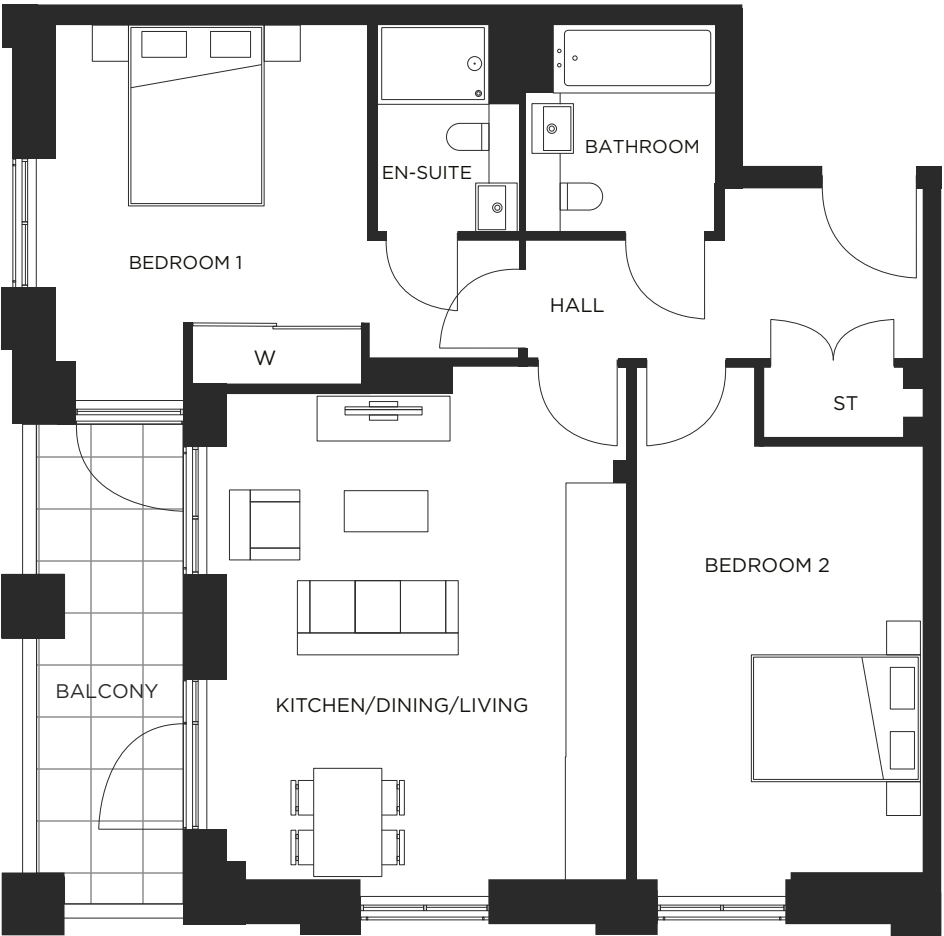 BATHROOM
EN-SUITE
BEDROOM 1
HALL
W
ST
BEDROOM 2
BALCONY
KITCHEN/DINING/LIVING